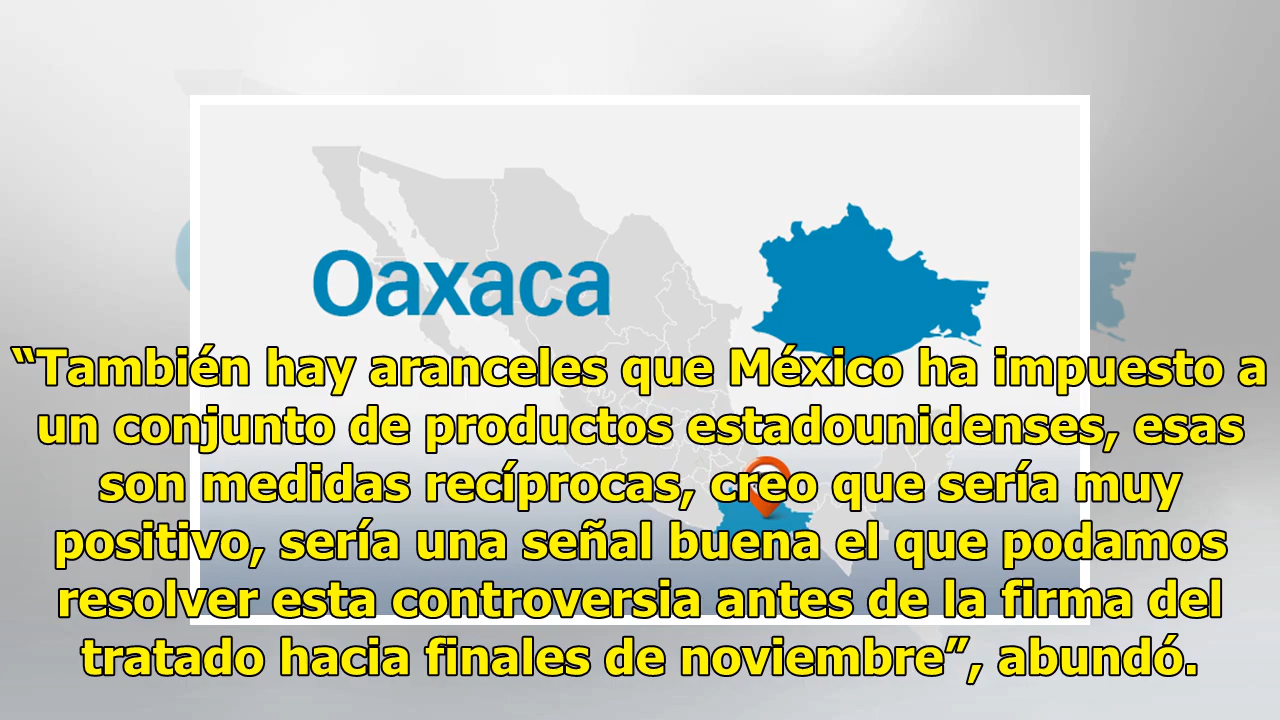 Oaxaca
“También hay aranceles que México ha impuesto a
un conjunto de productos estadounidenses, esas
son medidas recíprocas, creo que sería muy
positivo, sería una señal buena el que podamos
resolver esta controversia antes de la firma del
tratado hacia finales de noviembre”, abundó.